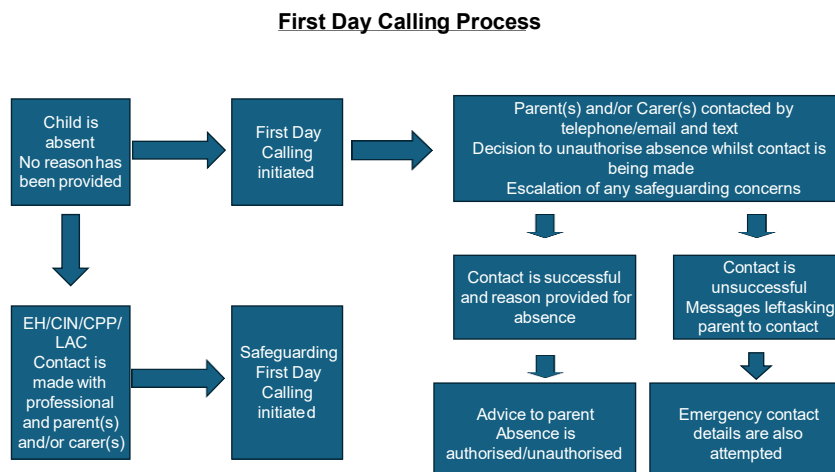 First Day Calling Process
Child is
absent
No reason has
been provided
First Day
Calling
initiated
Parent(s) and/or Carer(s) contacted by
telephone/email and text
Decision to unauthorise absence whilst contact is
being made
Escalation of any safeguarding concerns
Contact is successful
and reason provided for
absence
Contact is
unsuccessful
Messages leftasking
parent to contact
EH/CIN/CPP/
LAC
Contact is
made with
professional
and parent(s)
and/or carer(s)
Safeguarding
First Day
Calling
initiated
Advice to parent
Absence is
authorised/unauthorised
Emergency contact
details are also
attempted